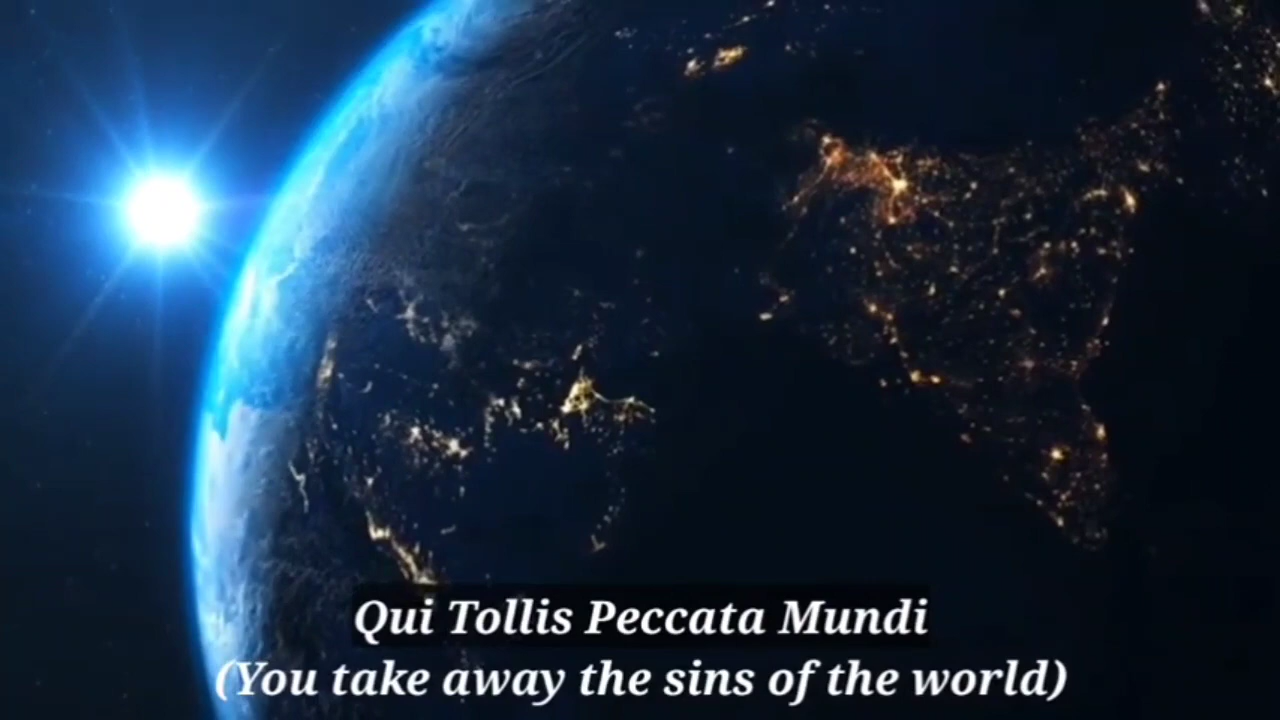 Qui Tollis Peccata Mundi
(You take away the sins of the world)